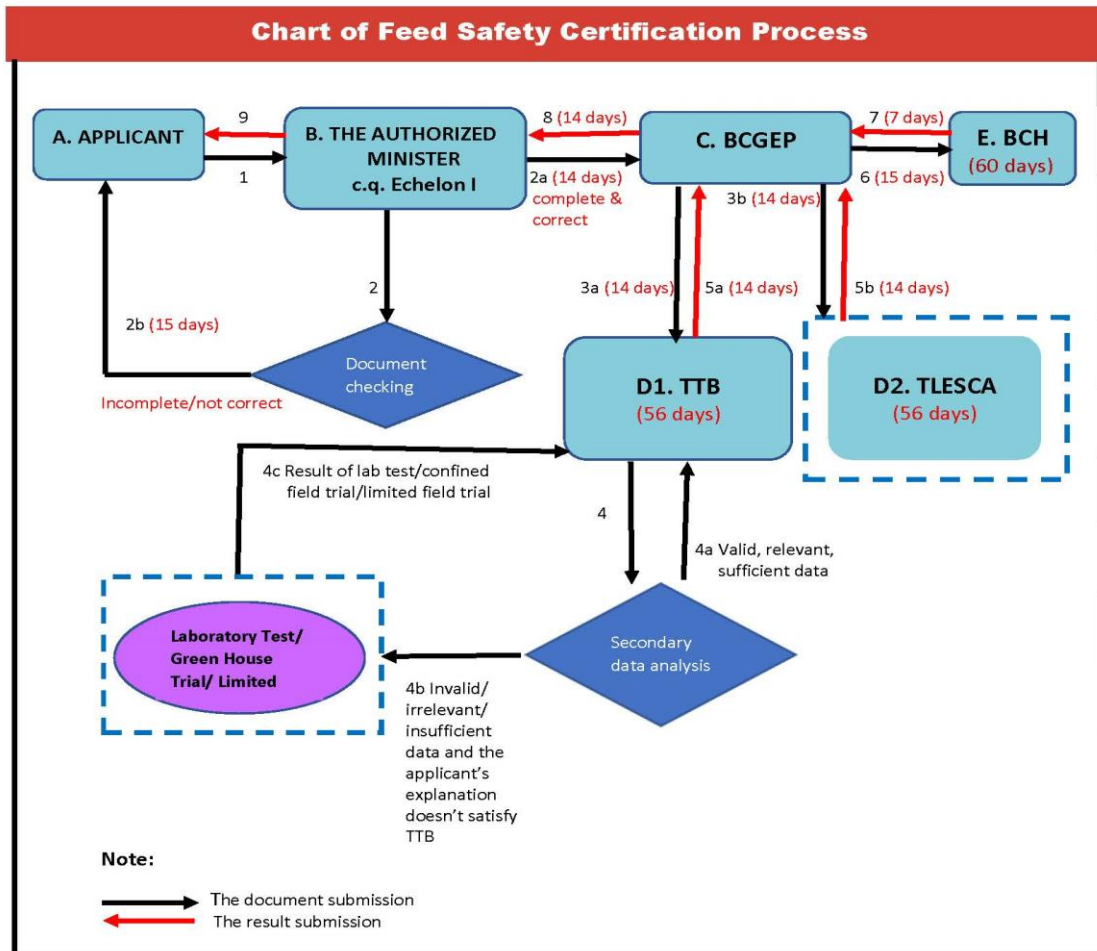 Chart of Feed Safety Certification Process
A. APPLICANT
9
1
B. THE AUTHORIZED
MINISTER
c.q. Echelon I
8 (14 days)
2a (14 days)
complete &
correct
C. BCGEP
7 (7 days)
6 (15 days)
E. BCH
(60 days)
3b (14 days)
2
3a (14 days)
5a (14 days)
5b (14 days)
2b (15 days)
Incomplete/not correct
Document
checking
D1. TTB
(56 days)
D2. TLESCA
(56 days)
4c Result of lab test/confined
field trial/limited field trial
4
4a Valid, relevant,
sufficient data
Laboratory Test/
Green House
Trial/ Limited
Secondary
data analysis
4b Invalid/
irrelevant/
insufficient
data and the
applicant’s
explanation
doesn’t satisfy
TTB
Note:
The document submission
The result submission